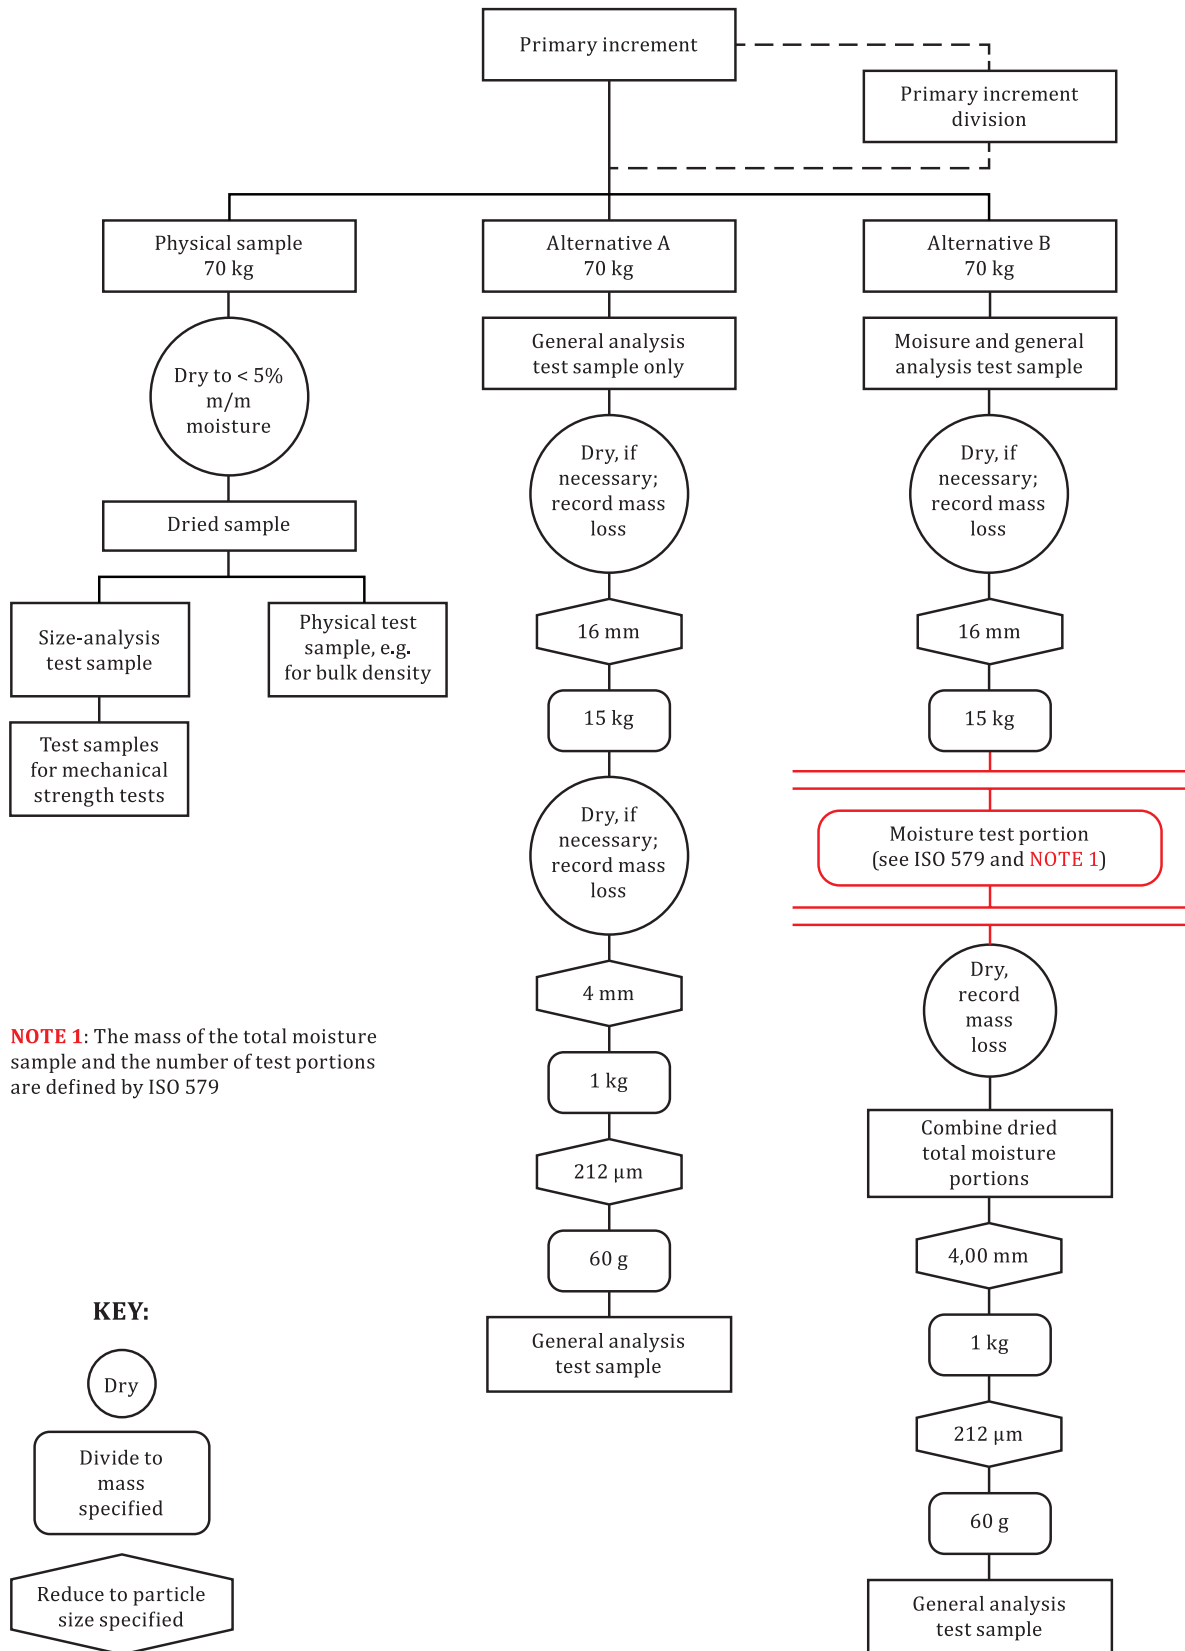 Primary increment
Primary increment
division
Physical sample
70 kg
Dry to < 5%
m/m
moisture
Dried sample
Size-analysis
test sample
Physical test
sample, e.g.
for bulk density
Test samples
for mechanical
strength tests
Alternative A
70 kg
General analysis
test sample only
Dry, if
necessary;
record mass
loss
16 mm
15 kg
Dry, if
necessary;
record mass
loss
4 mm
1 kg
212 µm
60 g
General analysis
test sample
Alternative B
70 kg
Moisure and general
analysis test sample
Dry, if
necessary;
record mass
loss
16 mm
15 kg
Moisture test portion
(see ISO 579 and NOTE 1)
Dry,
record
mass
loss
Combine dried
total moisture
portions
4,00 mm
1 kg
212 µm
60 g
General analysis
test sample
NOTE 1: The mass of the total moisture
sample and the number of test portions
are defined by ISO 579
KEY:
Dry
Divide to
mass
specified
Reduce to particle
size specified